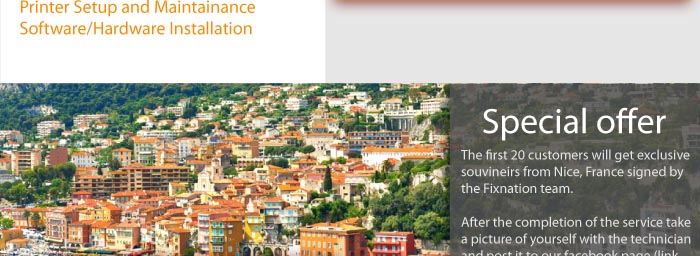 Printer Setup and Maintainance
Software/Hardware Installation
Special offer
The first 20 customers will get exclusive
souvineirs from Nice, France signed by
the Fixnation team.
After the completion of the service take
a picture of yourself with the technician
and post it to our facebook page (link